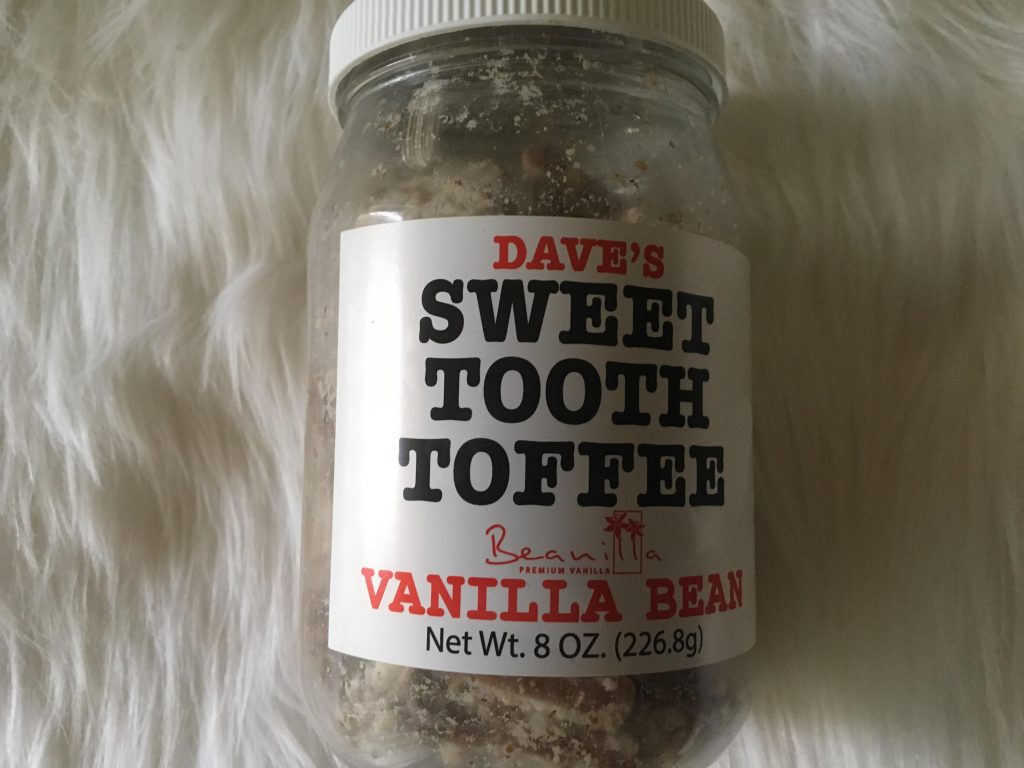 DAVE'S
SWEET
TOOTH
TOFFEE
Beanilla
PREMIUM VANILLA
VANILLA BEAN
Net Wt. 8 OZ. (226.8g)